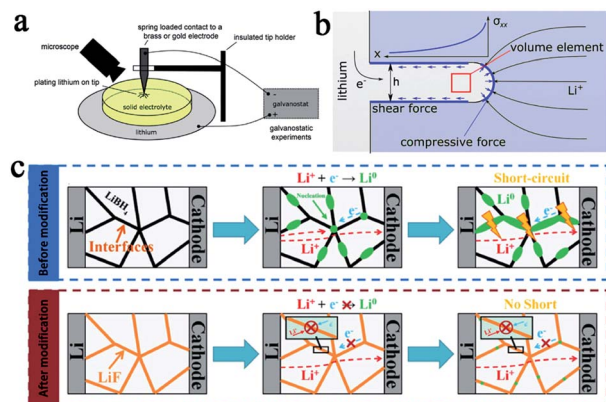 a
spring loaded contact to a
brass or gold electrode
insulated tip holder
microscope
plating lithium on tip
solid electrolyte
lithium
-
+
galvanostat
galvanostatic
experiments
b
σxx
x
volume element
lithium
e-
h
Li+
shear force
compressive force
c
Before modification
Li
LiBH4
Interfaces
Cathode
Li+ + e- → Li0
Li
Nucleation
e-
Li+
Cathode
Short-circuit
Li
Li0
e-
Li+
Cathode
After modification
Li
LiF
Cathode
Li+ + e- → Li0
Li
e-
Li+
Cathode
No Short
Li
e-
Li+
Cathode